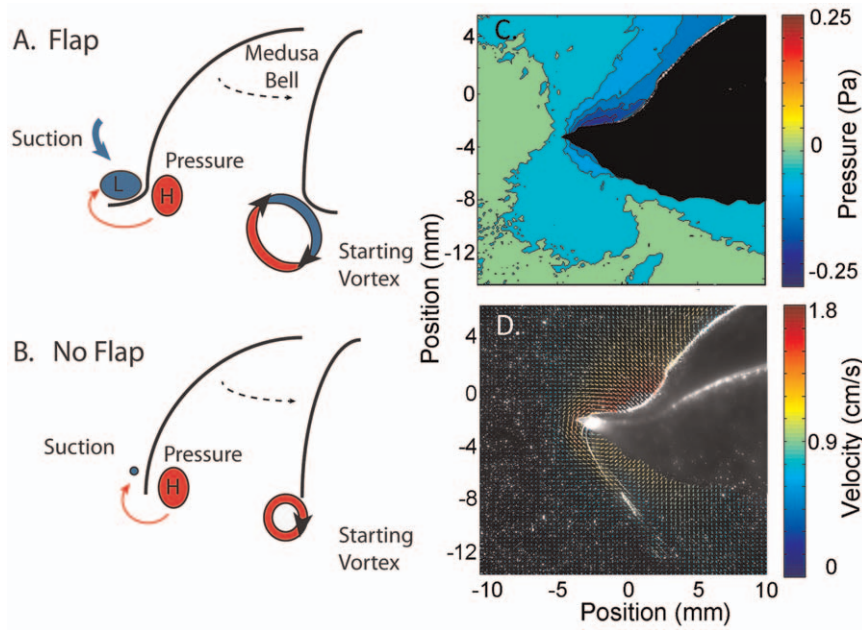 A. Flap
Medusa
Bell
Suction
Pressure
L
H
Starting
Vortex
B. No Flap
Suction
Pressure
H
Starting
Vortex
C.
4
0
-4
-8
-12
0.25
0
-0.25
Pressure (Pa)
Position (mm)
D.
4
0
-4
-8
-12
-10
-5
0
5
10
Position (mm)
1.8
0.9
0
Velocity (cm/s)